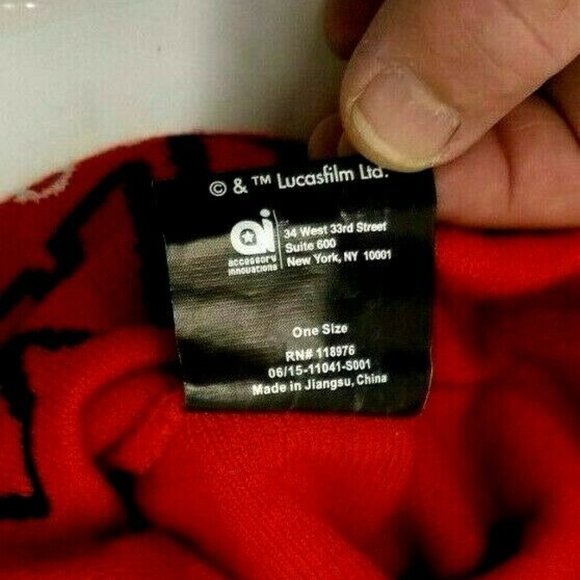 © & ™ Lucasfilm Ltd.
ai
accessory
innovations
34 West 33rd Street
Suite 600
New York, NY 10001
One Size
RN# 118976
06/15-11041-S001
Made in Jiangsu, China